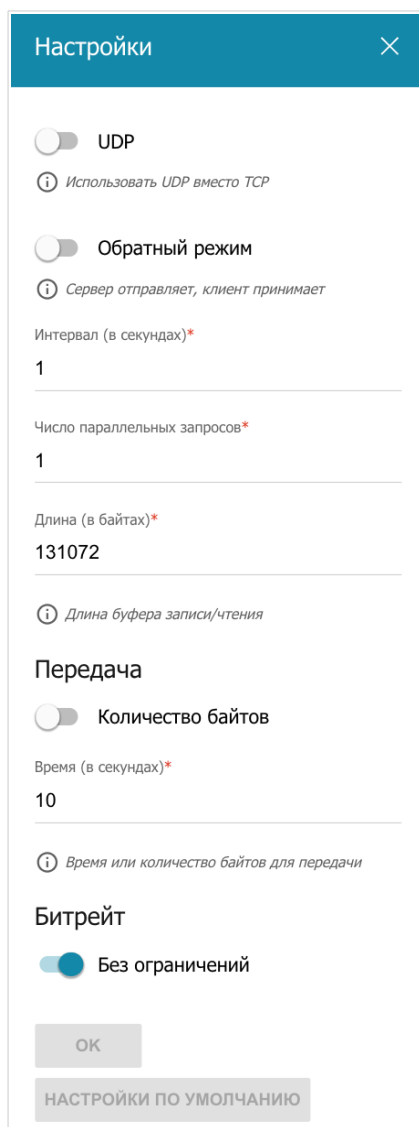 Настройки
UDP
Использовать UDP вместо TCP
Обратный режим
Сервер отправляет, клиент принимает
Интервал (в секундах)*
1
Число параллельных запросов*
1
Длина (в байтах)*
131072
Длина буфера записи/чтения
Передача
Количество байтов
Время (в секундах)*
10
Время или количество байтов для передачи
Битрейт
Без ограничений
ОК
НАСТРОЙКИ ПО УМОЛЧАНИЮ